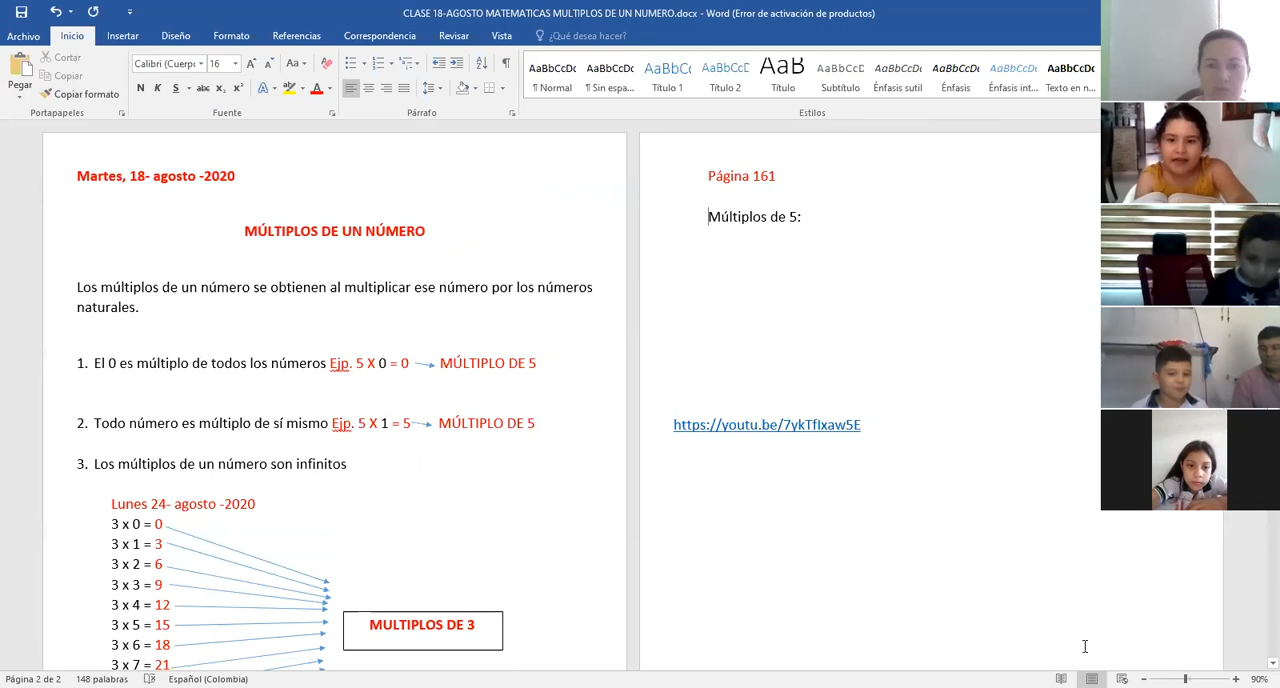 CLASE 18-AGOSTO MATEMATICAS MULTIPLOS DE UN NUMERO.docx - Word (Error de activación de productos)
Archivo Inicio Insertar Diseño Formato Referencias Correspondencia Revisar Vista ¿Qué desea hacer?
Pegar
Cortar
Copiar
Copiar formato
Portapapeles
Calibri (Cuerpo 16
N K S abc x₂ x²
Fuente
Párrafo
AaBbCcDc AaBbCcDc AaBbCc AaBbCcD AaB AaBbCcD AaBbCcDc AaBbCcDc AaBbCcDc AaBbCcDc
¶ Normal ¶ Sin espa... Título 1 Título 2 Título Subtítulo Énfasis sutil Énfasis Énfasis int... Texto en n...
Estilos
Martes, 18- agosto -2020
MÚLTIPLOS DE UN NÚMERO
Los múltiplos de un número se obtienen al multiplicar ese número por los números
naturales.
1. El 0 es múltiplo de todos los números Ejp. 5 X 0 = 0 MÚLTIPLO DE 5
2. Todo número es múltiplo de sí mismo Ejp. 5 X 1 = 5 MÚLTIPLO DE 5
3. Los múltiplos de un número son infinitos
Lunes 24- agosto -2020
3 x 0 = 0
3 x 1 = 3
3 x 2 = 6
3 x 3 = 9
3 x 4 = 12
3 x 5 = 15
3 x 6 = 18
3 x 7 = 21
MULTIPLOS DE 3
Página 161
Múltiplos de 5:
https://youtu.be/7ykTfIxaw5E
Página 2 de 2 148 palabras Español (Colombia) 90%